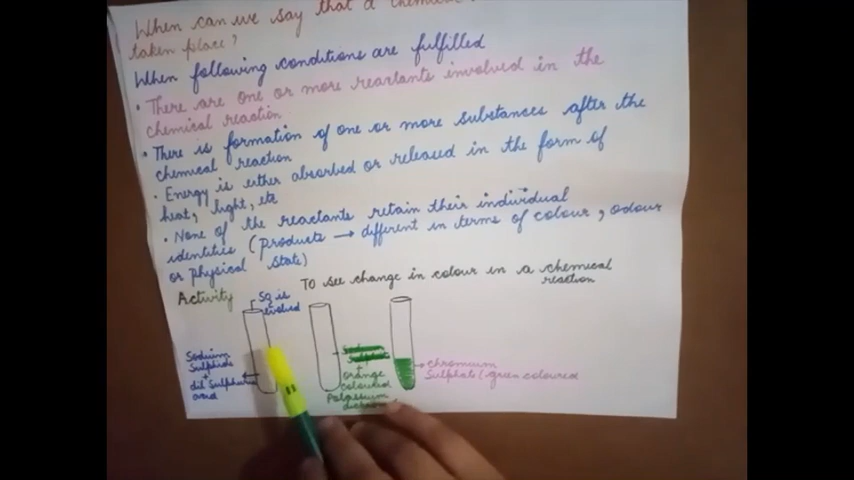 When can we say that a chemical
taken place?
When following conditions are fulfilled
• There are one or more reactants involved in the
chemical reaction
• There is formation of one or more substances after the
chemical reaction
• Energy is either absorbed or released in the form of
heat, light, etc
• None of the reactants retain their individual
identities (products → different in terms of colour, odour
or physical state)
Activity
To see change in colour in a chemical
reaction
So2 is
evolved
Sodium
Sulphide
+
dil Sulphuric
acid
+
orange
coloured
Potassium
chromium
Sulphate (green coloured